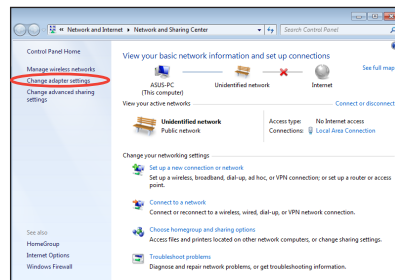 « Network and Internet ▸ Network and Sharing Center
Search Control Panel
Control Panel Home
Manage wireless networks
Change adapter settings
Change advanced sharing
settings
View your basic network information and set up connections
See full map
ASUS-PC
(This computer)
Unidentified network
Internet
View your active networks
Connect or disconnect
Unidentified network
Public network
Access type: No Internet access
Connections: Local Area Connection
Change your networking settings
Set up a new connection or network
Set up a wireless, broadband, dial-up, ad hoc, or VPN connection; or set up a router or access
point.
Connect to a network
Connect or reconnect to a wireless, wired, dial-up, or VPN network connection.
Choose homegroup and sharing options
Access files and printers located on other network computers, or change sharing settings.
Troubleshoot problems
Diagnose and repair network problems, or get troubleshooting information.
See also
HomeGroup
Internet Options
Windows Firewall